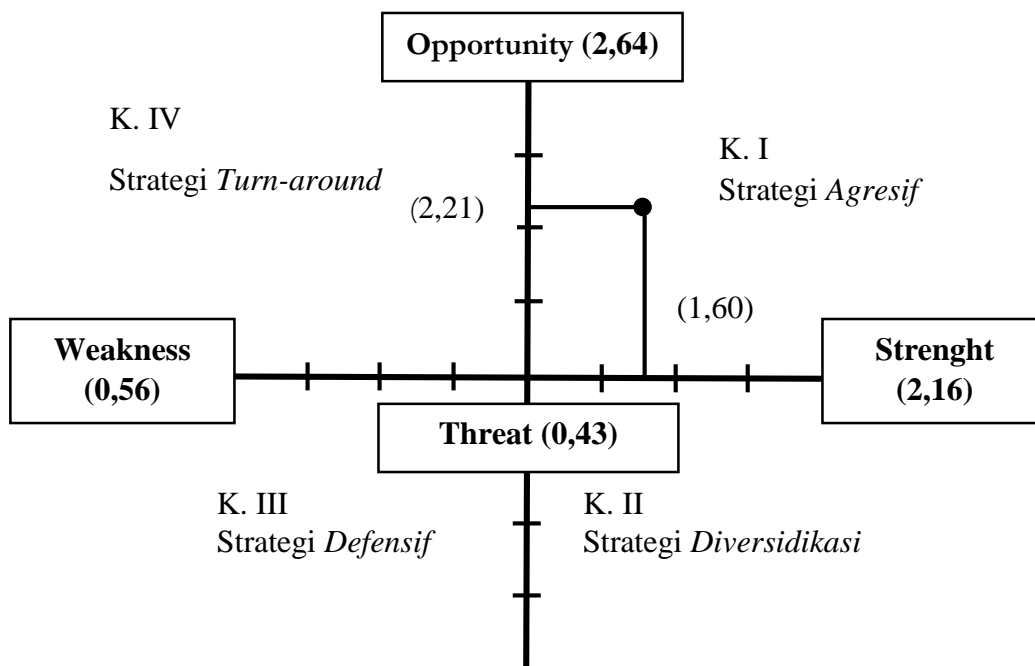 Opportunity (2,64)
K. IV
Strategi Turn-around
K. I
Strategi Agresif
(2,21)
(1,60)
Weakness
(0,56)
Strenght
(2,16)
Threat (0,43)
K. III
Strategi Defensif
K. II
Strategi Diversidikasi